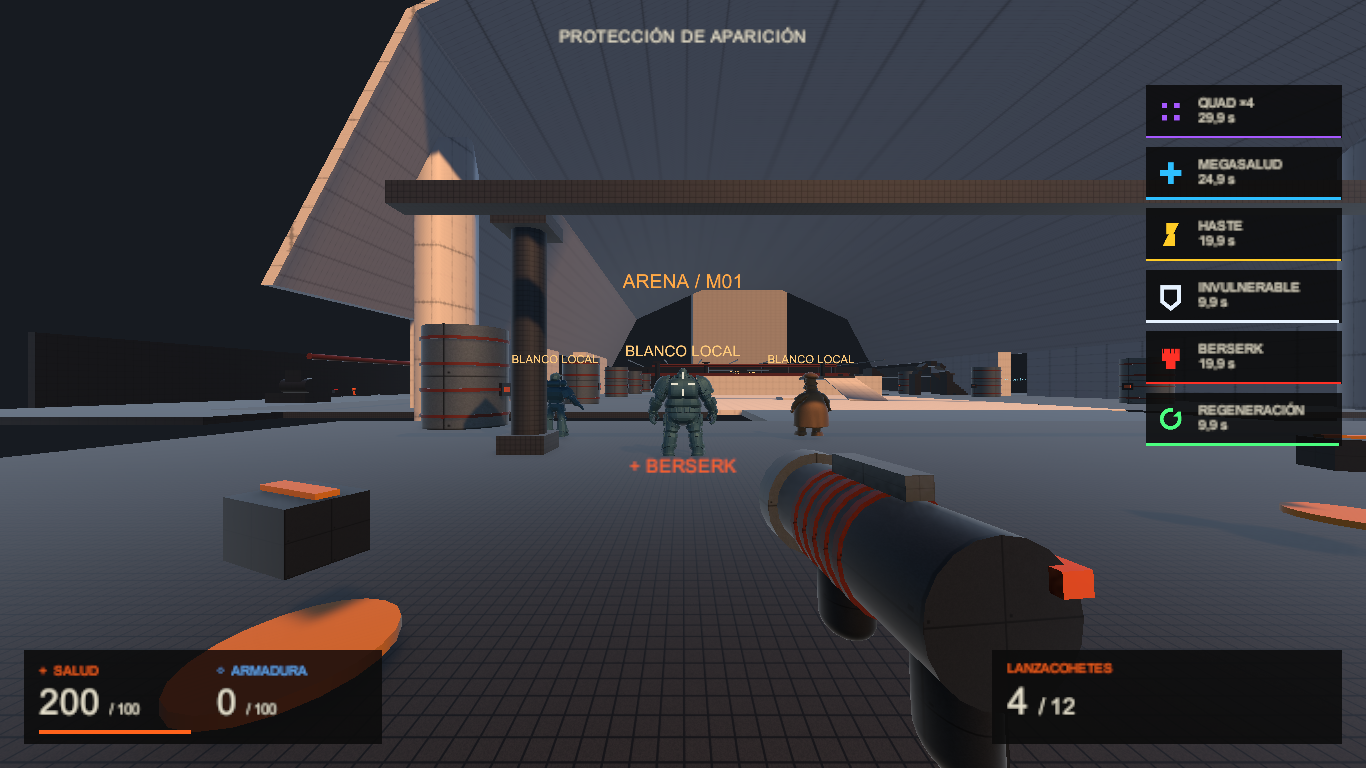 PROTECCIÓN DE APARICIÓN
QUAD ×4
29,9 s
MEGASALUD
24,9 s
HASTE
19,9 s
INVULNERABLE
9,9 s
BERSERK
19,9 s
REGENERACIÓN
9,9 s
ARENA / M01
BLANCO LOCAL
BLANCO LOCAL
BLANCO LOCAL
+ BERSERK
+ SALUD
200 / 100
ARMADURA
0 / 100
LANZACOHETES
4 / 12